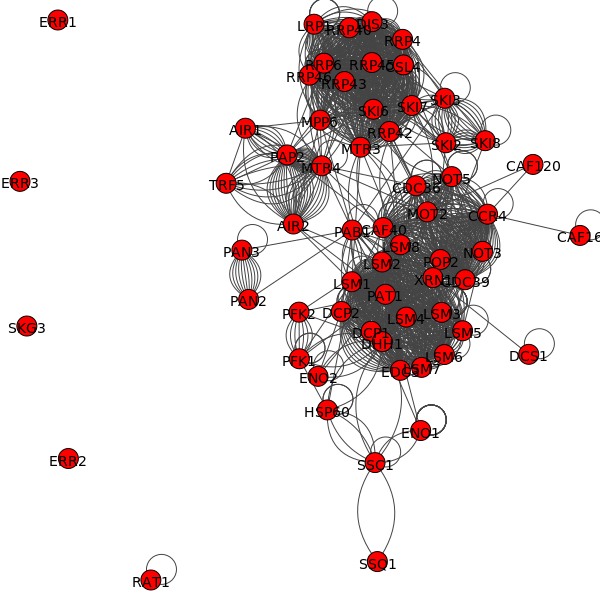 ERR1
LRP1
RRP40
DIS3
RRP4
RRP6
RRP45
CSL4
RRP46
RRP43
SKI6
SKI7
SKI3
AIR1
MPP6
RRP42
MTR3
SKI2
SKI8
PAP2
MTR4
CAF120
ERR3
TRF5
NOT5
CDC36
MOT2
CCR4
AIR2
PAB1
CAF40
CAF16
PAN3
LSM8
NOT3
LSM2
POP2
XRN1
CDC39
LSM1
PAN2
PAT1
PFK2
DCP2
LSM4
LSM3
SKG3
DCP1
LSM5
DHH1
PFK1
LSM6
DCS1
ENO2
EDC3
LSM7
HSP60
ENO1
ERR2
SSC1
SSQ1
RAT1